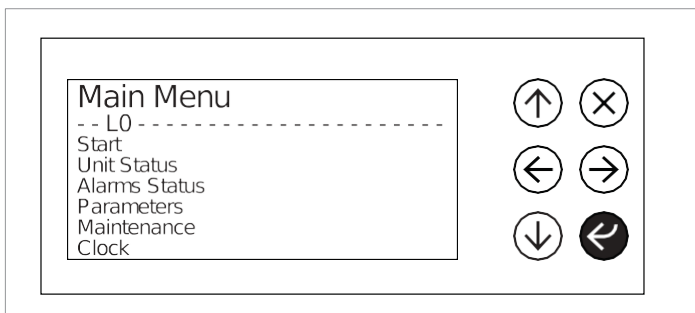 Main Menu
- - L0 - - - - - - - - - - - - - - - - - - - - - -
Start
Unit Status
Alarms Status
Parameters
Maintenance
Clock